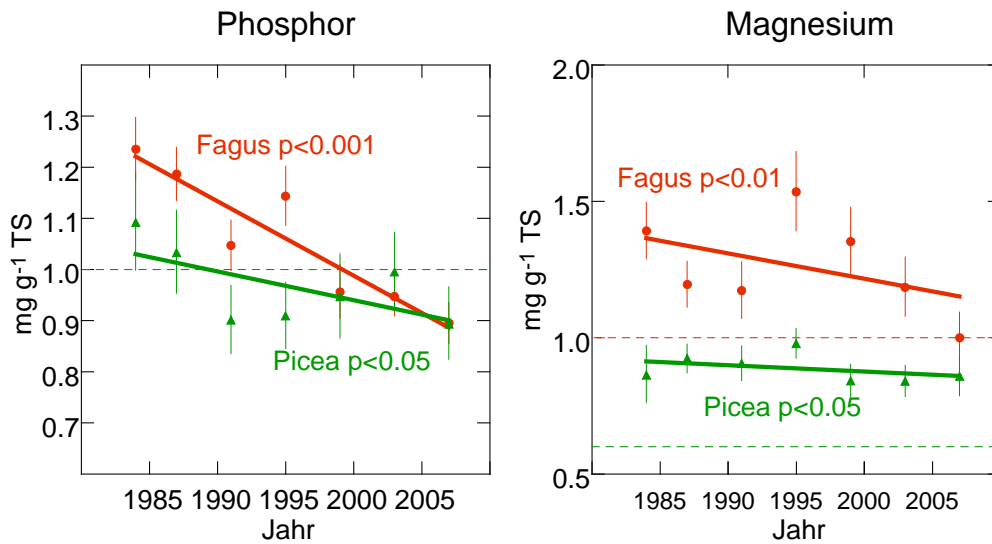 Phosphor
1.3
1.2
1.1
1.0
0.9
0.8
0.7
mg g-1 TS
Fagus p<0.001
Picea p<0.05
1985 1990 1995 2000 2005
Jahr
Magnesium
2.0
1.5
1.0
0.5
mg g-1 TS
Fagus p<0.01
Picea p<0.05
1985 1990 1995 2000 2005
Jahr